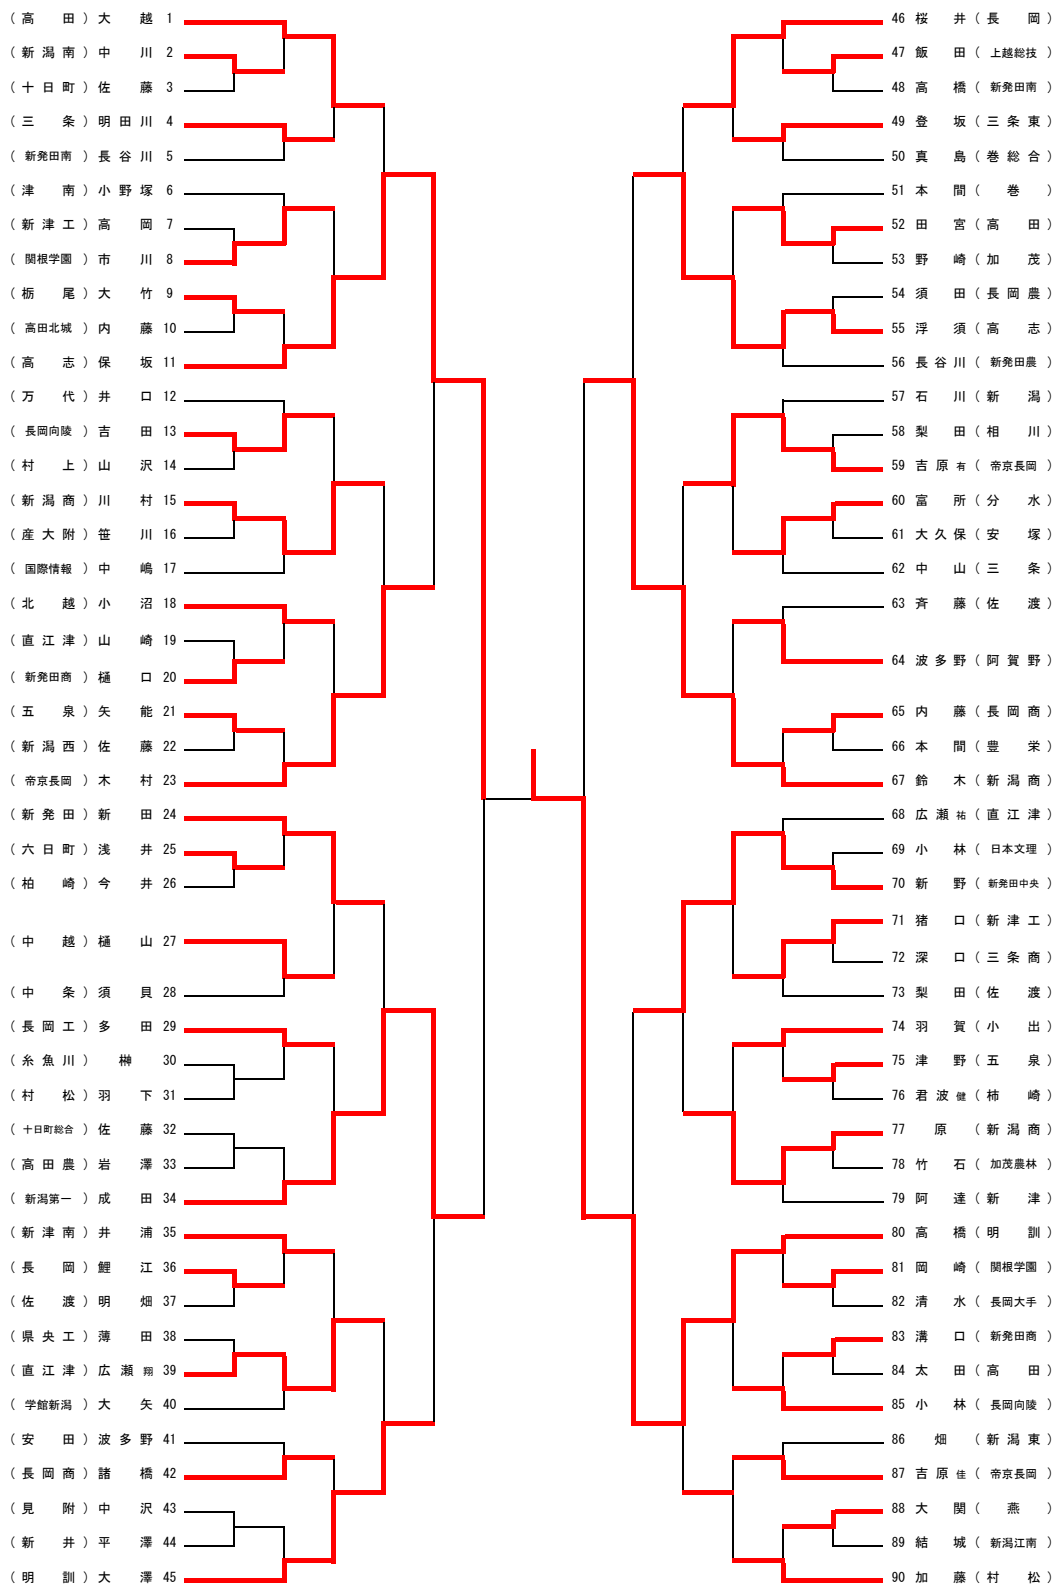 (高田)大越 1
(新潟南)中川 2
(十日町)佐藤 3
(三条)明田川 4
(新発田南)長谷川 5
(津南)小野塚 6
(新津工)高岡 7
(関根学園)市川 8
(栃尾)大竹 9
(高田北城)内藤 10
(高志)保坂 11
(万代)井口 12
(長岡向陵)吉田 13
(村上)山沢 14
(新潟商)川村 15
(産大附)笹川 16
(国際情報)中嶋 17
(北越)小沼 18
(直江津)山崎 19
(新発田商)樋口 20
(五泉)矢能 21
(新潟西)佐藤 22
(帝京長岡)木村 23
(新発田)新田 24
(六日町)浅井 25
(柏崎)今井 26
(中越)樋山 27
(中条)須貝 28
(長岡工)多田 29
(糸魚川)榊 30
(村松)羽下 31
(十日町総合)佐藤 32
(高田農)岩澤 33
(新潟第一)成田 34
(新津南)井浦 35
(長岡)鯉江 36
(佐渡)明畑 37
(県央工)薄田 38
(直江津)広瀬翔 39
(学館新潟)大矢 40
(安田)波多野 41
(長岡商)諸橋 42
(見附)中沢 43
(新井)平澤 44
(明訓)大澤 45
46 桜井(長岡)
47 飯田(上越総技)
48 高橋(新発田南)
49 登坂(三条東)
50 真島(巻総合)
51 本間(巻)
52 田宮(高田)
53 野崎(加茂)
54 須田(長岡農)
55 浮須(高志)
56 長谷川(新発田農)
57 石川(新潟)
58 梨田(相川)
59 吉原有(帝京長岡)
60 富所(分水)
61 大久保(安塚)
62 中山(三条)
63 斉藤(佐渡)
64 波多野(阿賀野)
65 内藤(長岡商)
66 本間(豊栄)
67 鈴木(新潟商)
68 広瀬祐(直江津)
69 小林(日本文理)
70 新野(新発田中央)
71 猪口(新津工)
72 深口(三条商)
73 梨田(佐渡)
74 羽賀(小出)
75 津野(五泉)
76 君波健(柿崎)
77 原(新潟商)
78 竹石(加茂農林)
79 阿達(新津)
80 高橋(明訓)
81 岡崎(関根学園)
82 清水(長岡大手)
83 溝口(新発田商)
84 太田(高田)
85 小林(長岡向陵)
86 畑(新潟東)
87 吉原佳(帝京長岡)
88 大関(燕)
89 結城(新潟江南)
90 加藤(村松)